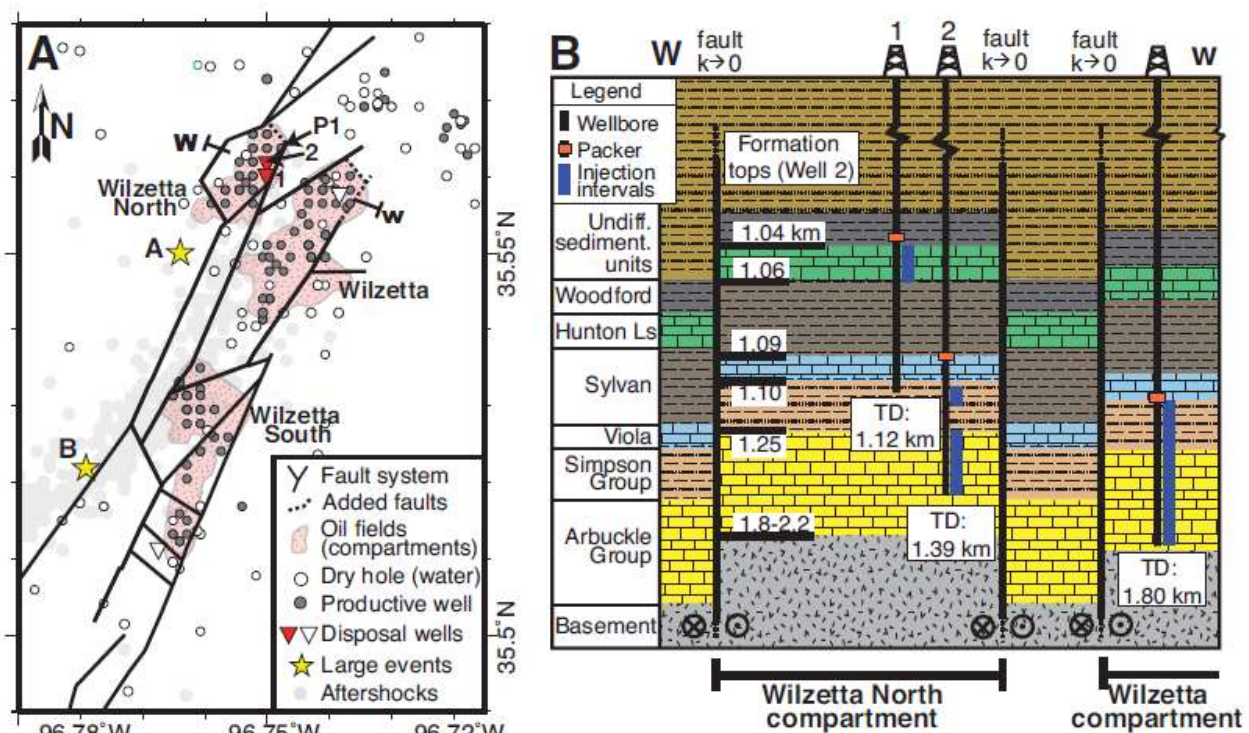 A
N
W
P1
2
1
Wilzetta
North
w
A
Wilzetta
B
Wilzetta
South
Fault system
Added faults
Oil fields
(compartments)
Dry hole (water)
Productive well
Disposal wells
Large events
Aftershocks
35.55˚N
35.5˚N
96.78˚W
96.75˚W
96.72˚W
B
W
fault
k→0
1
2
fault
k→0
fault
k→0
w
Legend
Wellbore
Packer
Injection
intervals
Formation
tops (Well 2)
Undiff.
sediment.
units
Woodford
Hunton Ls
Sylvan
Viola
Simpson
Group
Arbuckle
Group
Basement
1.04 km
1.06
1.09
1.10
1.25
1.8-2.2
TD:
1.12 km
TD:
1.39 km
TD:
1.80 km
Wilzetta North
compartment
Wilzetta
compartment